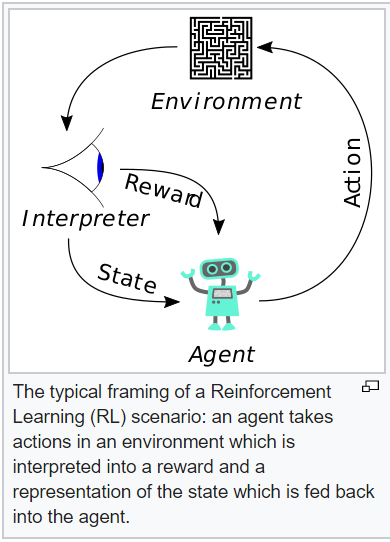 Environment
Reward
Action
Interpreter
State
Agent
The typical framing of a Reinforcement
Learning (RL) scenario: an agent takes
actions in an environment which is
interpreted into a reward and a
representation of the state which is fed back
into the agent.